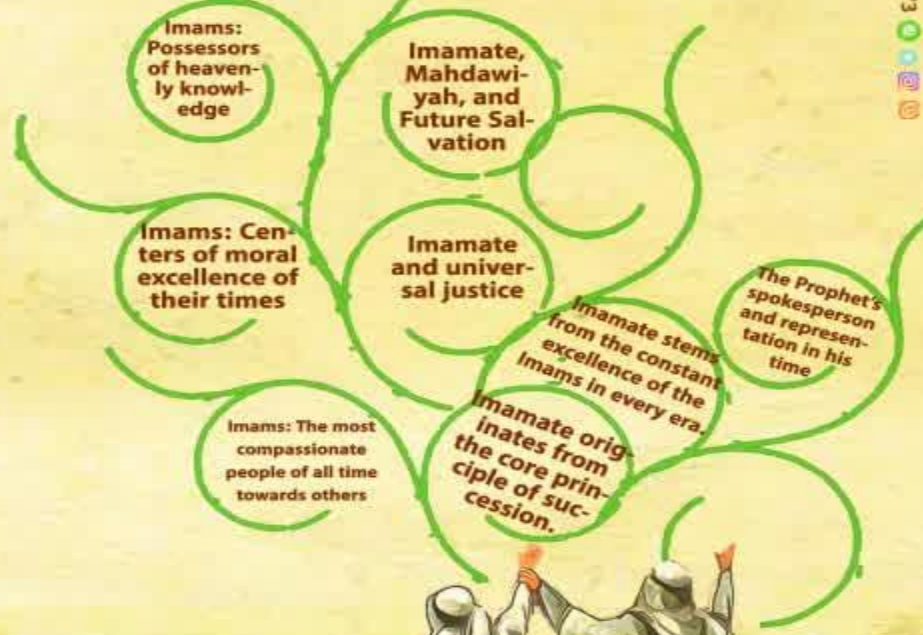 Imams:
Possessors
of heaven-
ly knowl-
edge
Imamate,
Mahdawi-
yah, and
Future Sal-
vation
Imams: Cen-
ters of moral
excellence of
their times
Imamate
and univer-
sal justice
The Prophet's
spokesperson
and represen-
tation in his
time
Imamate stems
from the constant
excellence of the
Imams in every era.
Imamate orig-
inates from
the core prin-
ciple of suc-
cession.
Imams: The most
compassionate
people of all time
towards others